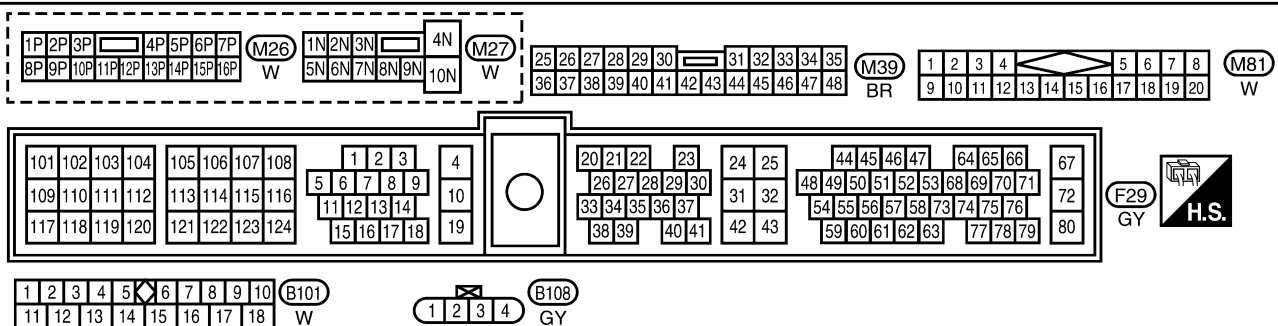 1P 2P 3P 4P 5P 6P 7P
8P 9P 10P 11P 12P 13P 14P 15P 16P
M26
W
1N 2N 3N 4N
5N 6N 7N 8N 9N 10N
M27
W
25 26 27 28 29 30 31 32 33 34 35
36 37 38 39 40 41 42 43 44 45 46 47 48
M39
BR
1 2 3 4 5 6 7 8
9 10 11 12 13 14 15 16 17 18 19 20
M81
W
101 102 103 104 105 106 107 108
109 110 111 112 113 114 115 116
117 118 119 120 121 122 123 124
1 2 3 4
5 6 7 8 9 10
11 12 13 14
15 16 17 18 19
20 21 22 23 24 25
26 27 28 29 30 31 32
33 34 35 36 37
38 39 40 41 42 43
44 45 46 47 64 65 66 67
48 49 50 51 52 53 68 69 70 71 72
54 55 56 57 58 73 74 75 76
59 60 61 62 63 77 78 79 80
F29
GY
H.S.
1 2 3 4 5 6 7 8 9 10
11 12 13 14 15 16 17 18
B101
W
1 2 3 4
B108
GY